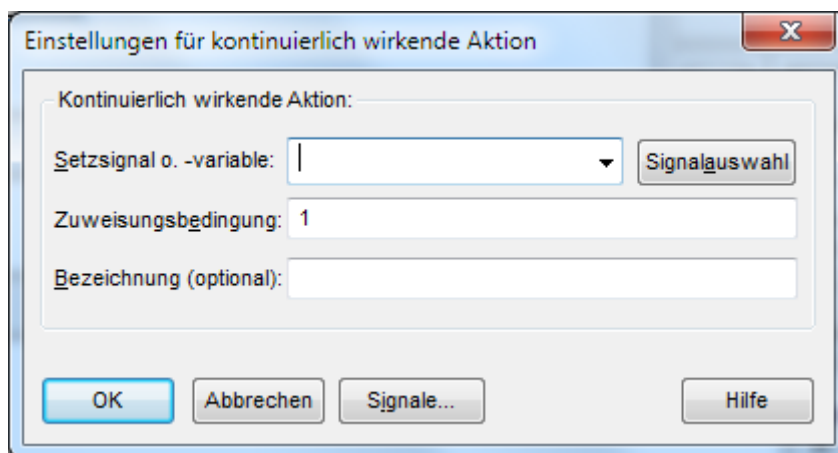 Einstellungen für kontinuierlich wirkende Aktion
Kontinuierlich wirkende Aktion:
Setzsignal o. -variable:
Signalauswahl
Zuweisungsbedingung: 1
Bezeichnung (optional):
OK Abbrechen Signale... Hilfe